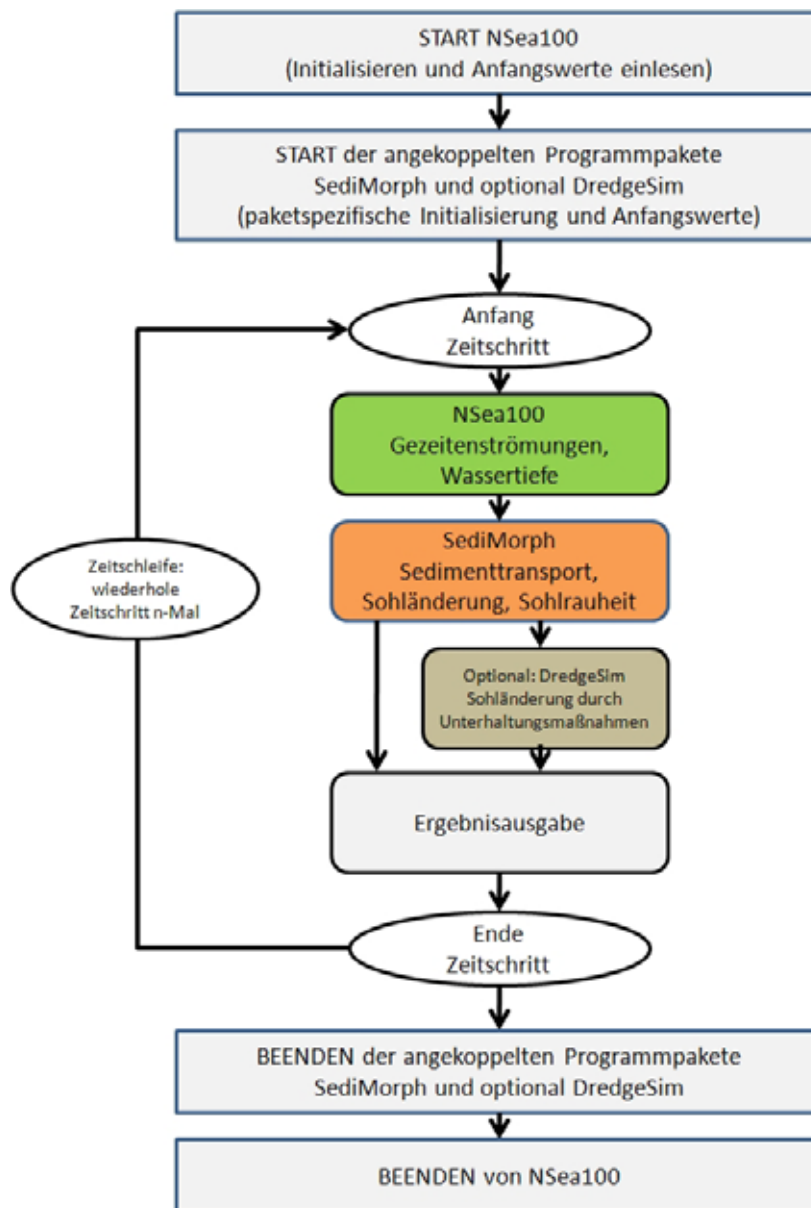 START NSea100
(Initialisieren und Anfangswerte einlesen)
START der angekoppelten Programmpakete
SediMorph und optional DredgeSim
(paketspezifische Initialisierung und Anfangswerte)
Anfang
Zeitschritt
NSea100
Gezeitenströmungen,
Wassertiefe
SediMorph
Sedimenttransport,
Sohländerung, Sohlrauheit
Zeitschleife:
wiederhole
Zeitschritt n-Mal
Optional: DredgeSim
Sohländerung durch
Unterhaltungsmaßnahmen
Ergebnisausgabe
Ende
Zeitschritt
BEENDEN der angekoppelten Programmpakete
SediMorph und optional DredgeSim
BEENDEN von NSea100